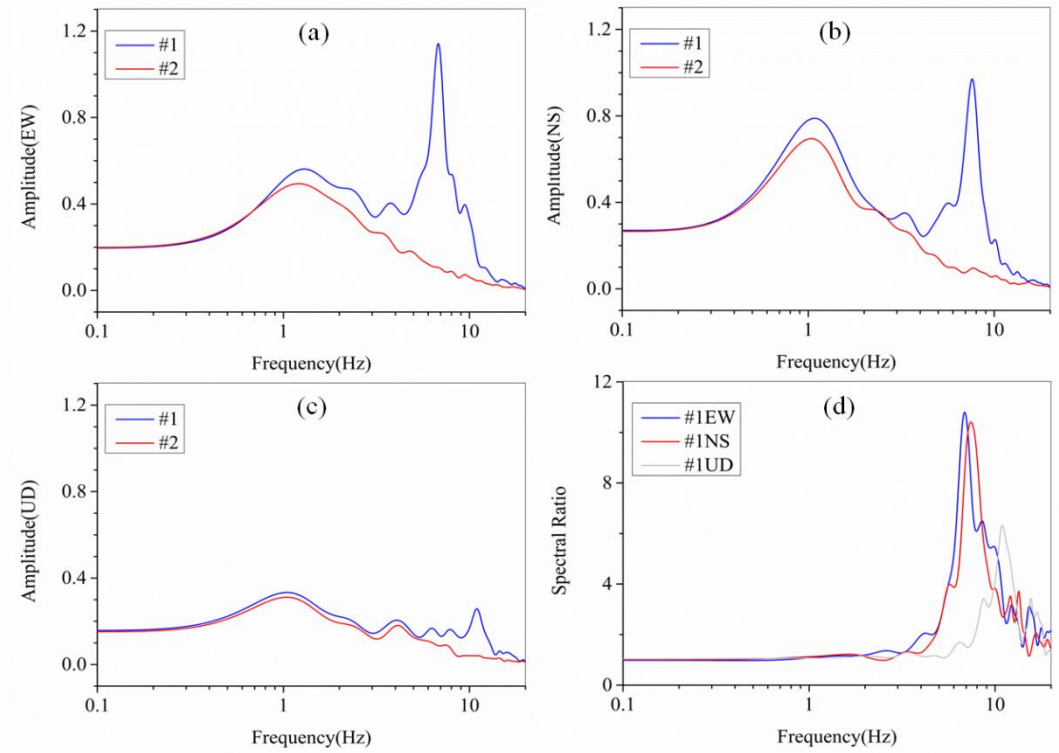 (a)
#1
#2
Amplitude(EW)
1.2
0.8
0.4
0.0
0.1
1
10
Frequency(Hz)
(b)
#1
#2
Amplitude(NS)
1.2
0.8
0.4
0.0
0.1
1
10
Frequency(Hz)
(c)
#1
#2
Amplitude(UD)
1.2
0.8
0.4
0.0
0.1
1
10
Frequency(Hz)
(d)
#1EW
#1NS
#1UD
Spectral Ratio
12
8
4
0
0.1
1
10
Frequency(Hz)